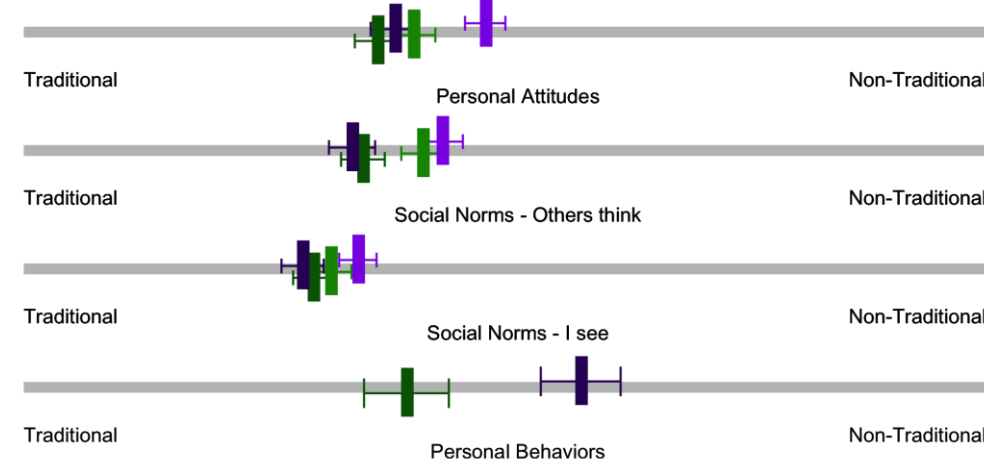 Traditional
Non-Traditional
Personal Attitudes
Traditional
Non-Traditional
Social Norms - Others think
Traditional
Non-Traditional
Social Norms - I see
Traditional
Non-Traditional
Personal Behaviors